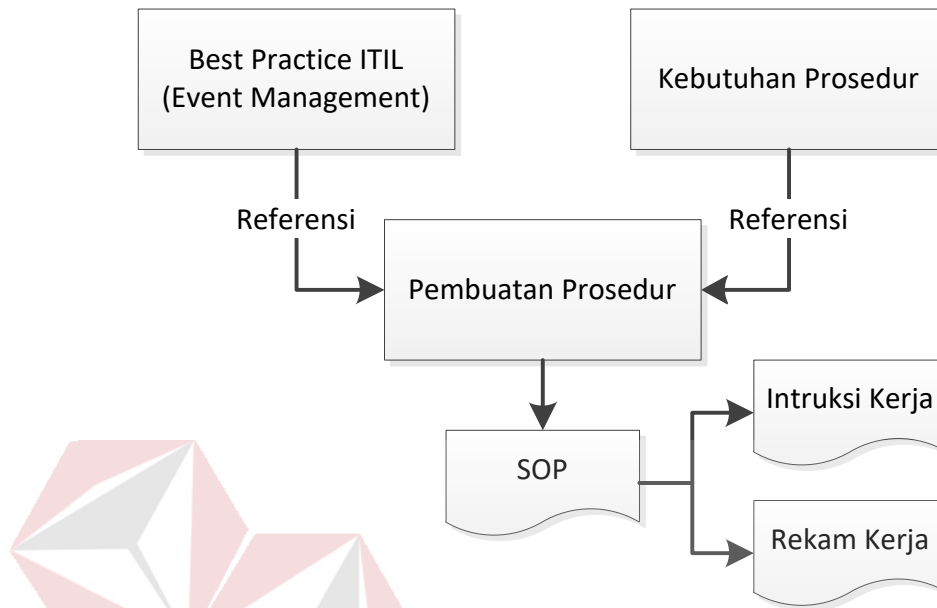 Best Practice ITIL
(Event Management)
Kebutuhan Prosedur
Referensi
Referensi
Pembuatan Prosedur
Intruksi Kerja
SOP
Rekam Kerja